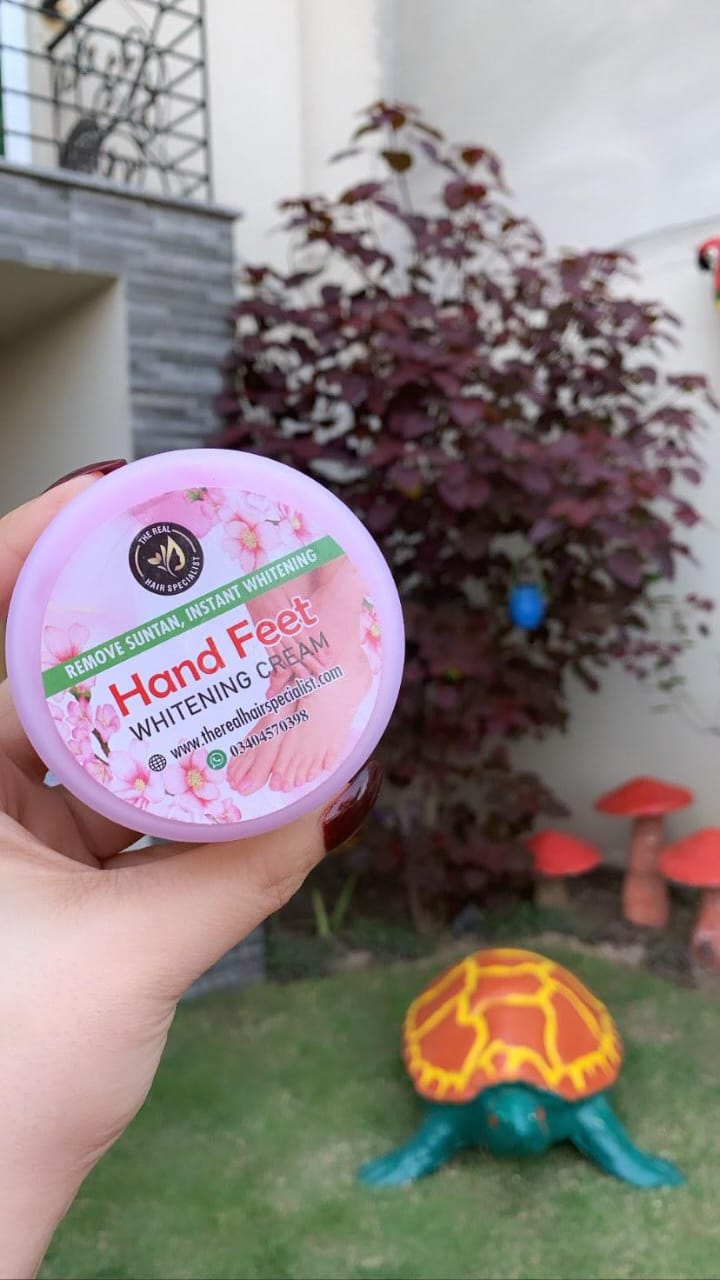 THE REAL
HAIR SPECIALIST
REMOVE SUNTAN, INSTANT WHITENING
Hand Feet
WHITENING CREAM
www.therealhairspecialist.com
03404570398